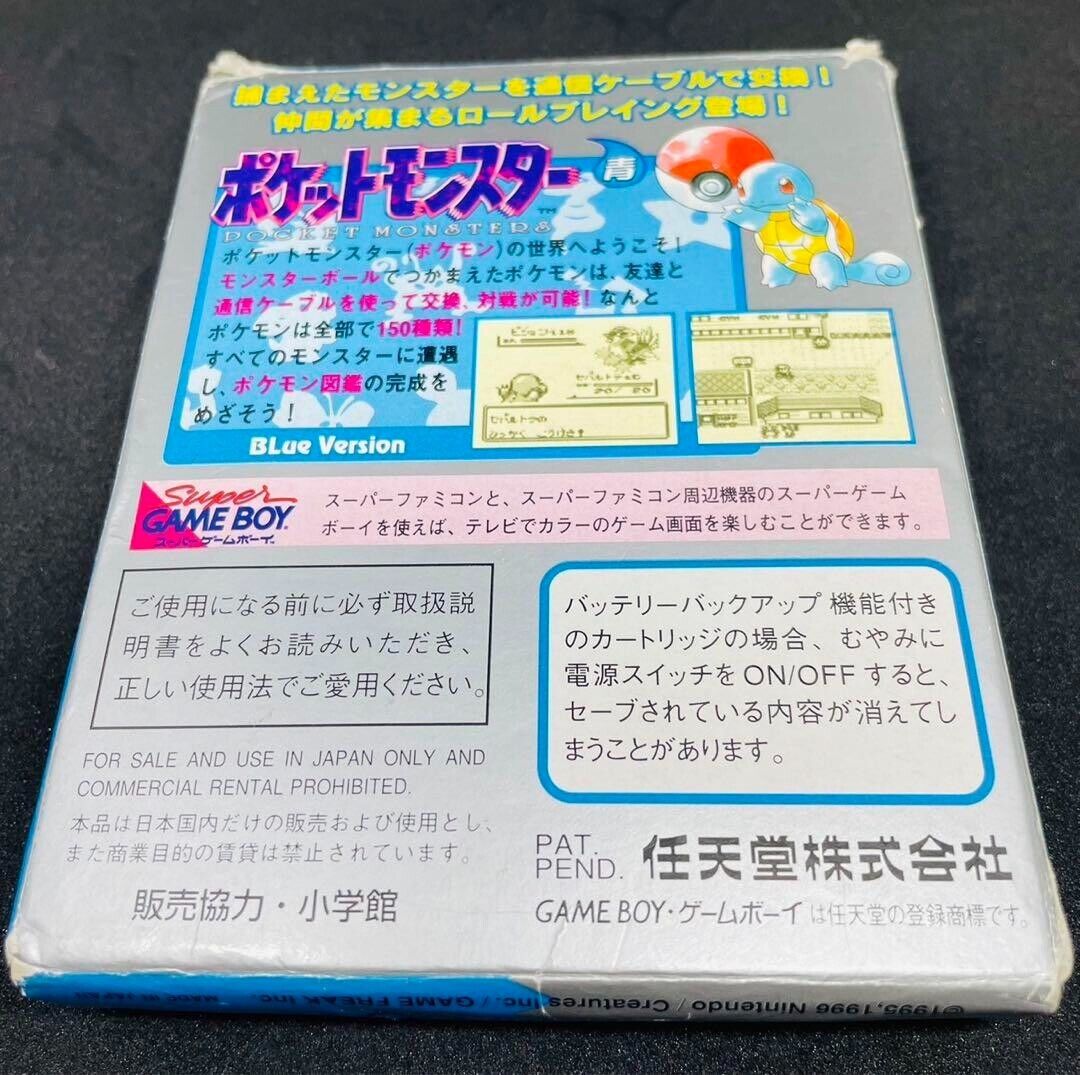 捕まえたモンスターを通信ケーブルで交換！
仲間が集まるロールプレイング登場！
ポケットモンスター 青
TM
POCKET MONSTERS
ポケットモンスター(ポケモン)の世界へようこそ！
モンスターボールでつかまえたポケモンは、友達と
通信ケーブルを使って交換、対戦が可能！なんと
ポケモンは全部で150種類！
すべてのモンスターに遭遇
し、ポケモン図鑑の完成を
めざそう！
20/ 20
BLue Version
Super
GAME BOY
スーパーゲームボーイ
スーパーファミコンと、スーパーファミコン周辺機器のスーパーゲーム
ボーイを使えば、テレビでカラーのゲーム画面を楽しむことができます。
ご使用になる前に必ず取扱説
明書をよくお読みいただき、
正しい使用法でご愛用ください。
バッテリーバックアップ機能付き
のカートリッジの場合、むやみに
電源スイッチをON/OFFすると、
セーブされている内容が消えてし
まうことがあります。
FOR SALE AND USE IN JAPAN ONLY AND
COMMERCIAL RENTAL PROHIBITED.
本品は日本国内だけの販売および使用とし、
また商業目的の賃貸は禁止されています。
販売協力・小学館
PAT.
PEND.
任天堂株式会社
GAME BOY・ゲームボーイは任天堂の登録商標です。
©1995,1996 Nintendo / Creatures inc. / GAME FREAK inc.
MADE IN JAPAN